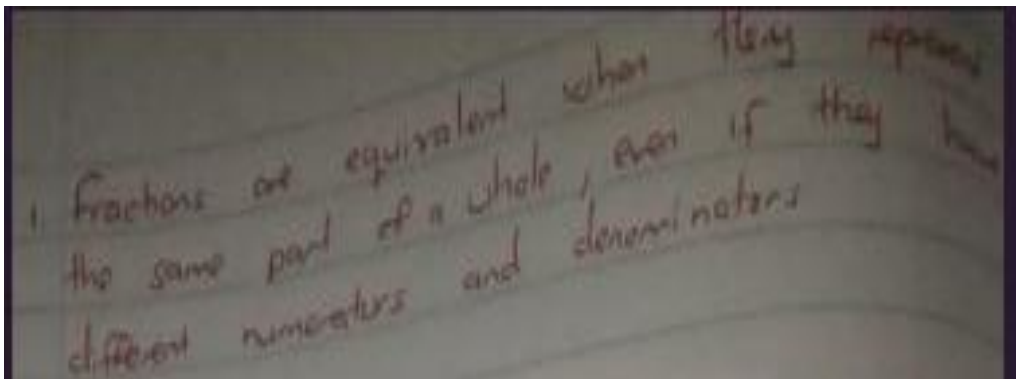 1. Fractions are equivalent when they represent
the same part of a whole, even if they have
different numerators and denominators